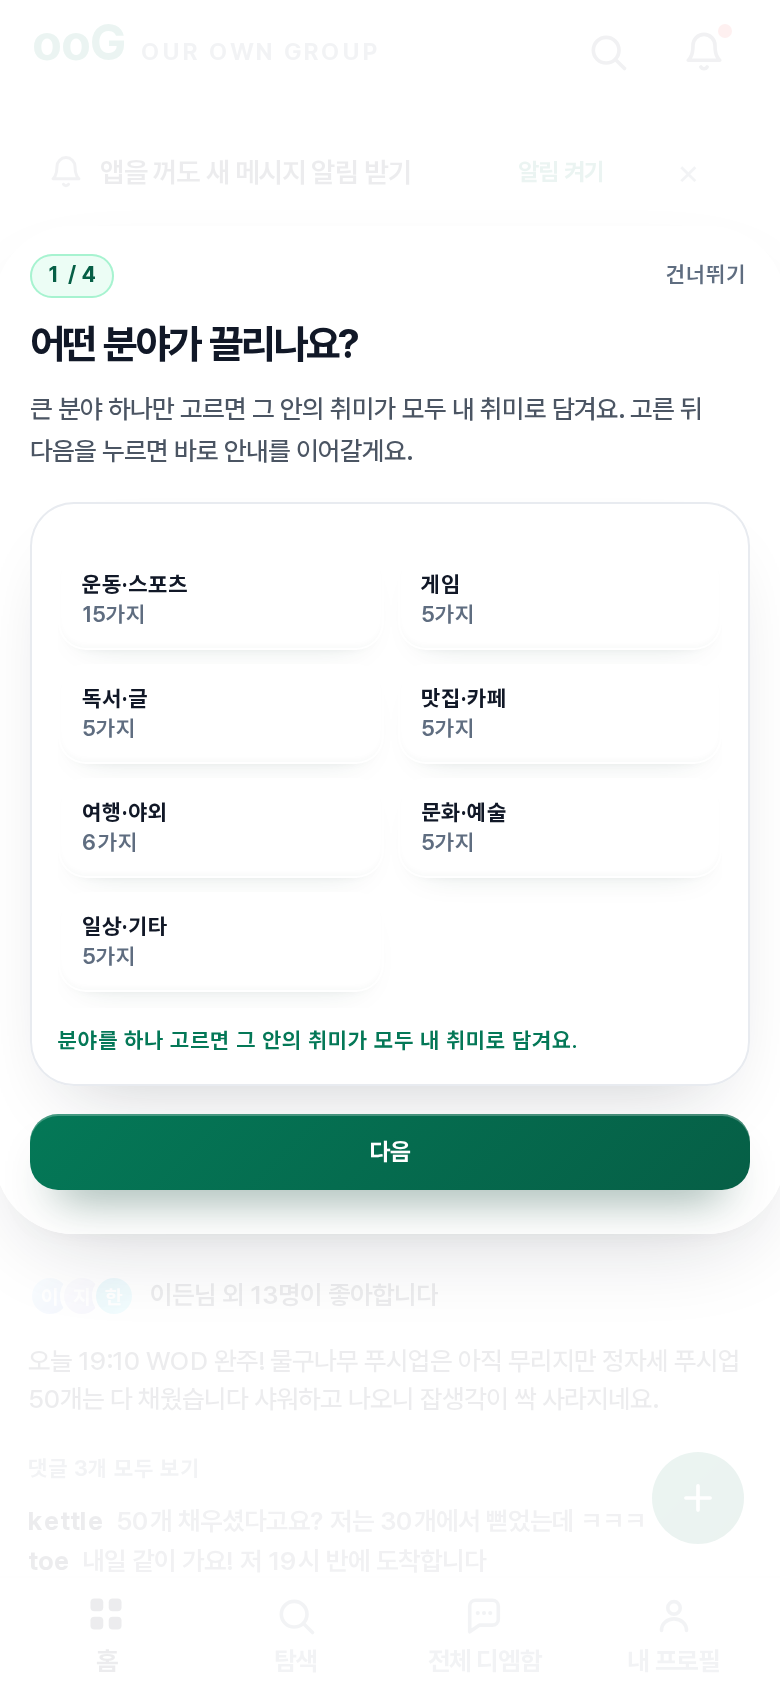 ooG OUR OWN GROUP
앱을 꺼도 새 메시지 알림 받기 알림 켜기
1 / 4 건너뛰기
어떤 분야가 끌리나요?
큰 분야 하나만 고르면 그 안의 취미가 모두 내 취미로 담겨요. 고른 뒤
다음을 누르면 바로 안내를 이어갈게요.
운동·스포츠
15가지
게임
5가지
독서·글
5가지
맛집·카페
5가지
여행·야외
6가지
문화·예술
5가지
일상·기타
5가지
분야를 하나 고르면 그 안의 취미가 모두 내 취미로 담겨요.
다음
이 지 한 이든님 외 13명이 좋아합니다
오늘 19:10 WOD 완주! 물구나무 푸시업은 아직 무리지만 정자세 푸시업
50개는 다 채웠습니다 샤워하고 나오니 잡생각이 싹 사라지네요.
댓글 3개 모두 보기
kettle 50개 채우셨다고요? 저는 30개에서 뻗었는데 ㅋㅋㅋ
toe 내일 같이 가요! 저 19시 반에 도착합니다
홈 탐색 전체 디엠함 내 프로필